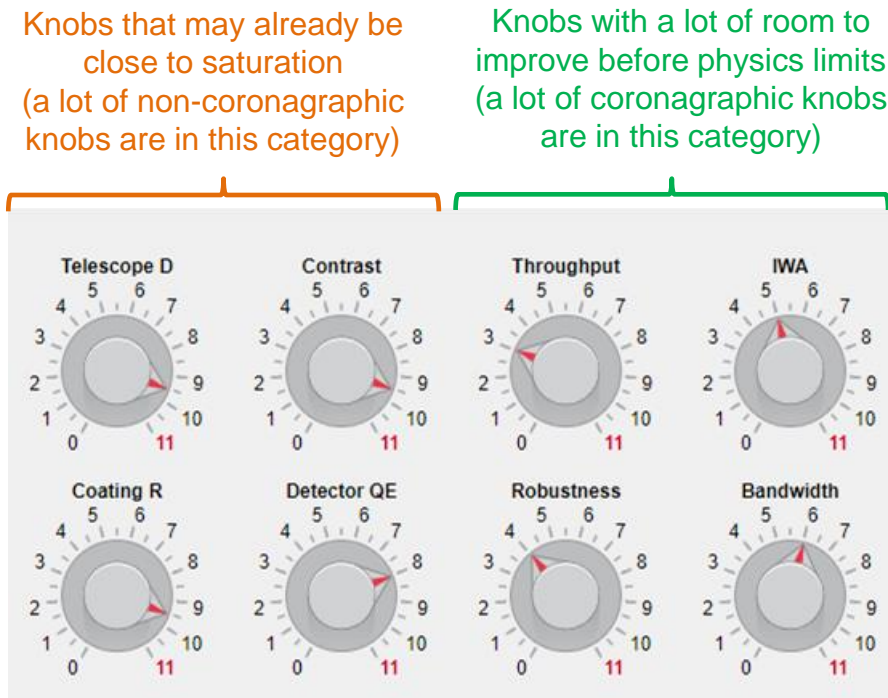 Knobs that may already be
close to saturation
(a lot of non-coronagraphic
knobs are in this category)
Knobs with a lot of room to
improve before physics limits
(a lot of coronagraphic knobs
are in this category)
Telescope D
0 1 2 3 4 5 6 7 8 9 10 11
Contrast
0 1 2 3 4 5 6 7 8 9 10 11
Throughput
0 1 2 3 4 5 6 7 8 9 10 11
IWA
0 1 2 3 4 5 6 7 8 9 10 11
Coating R
0 1 2 3 4 5 6 7 8 9 10 11
Detector QE
0 1 2 3 4 5 6 7 8 9 10 11
Robustness
0 1 2 3 4 5 6 7 8 9 10 11
Bandwidth
0 1 2 3 4 5 6 7 8 9 10 11